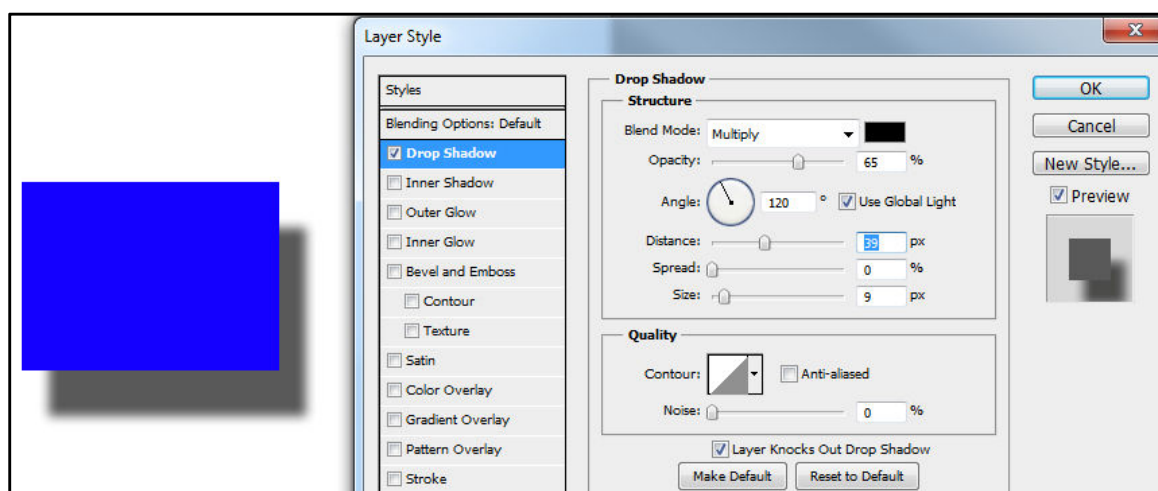 Layer Style
Styles
Blending Options: Default
Drop Shadow
Inner Shadow
Outer Glow
Inner Glow
Bevel and Emboss
Contour
Texture
Satin
Color Overlay
Gradient Overlay
Pattern Overlay
Stroke
Drop Shadow
Structure
Blend Mode: Multiply
Opacity: 65 %
Angle: 120 ° Use Global Light
Distance: 39 px
Spread: 0 %
Size: 9 px
Quality
Contour: Anti-aliased
Noise: 0 %
Layer Knocks Out Drop Shadow
Make Default Reset to Default
OK
Cancel
New Style...
Preview